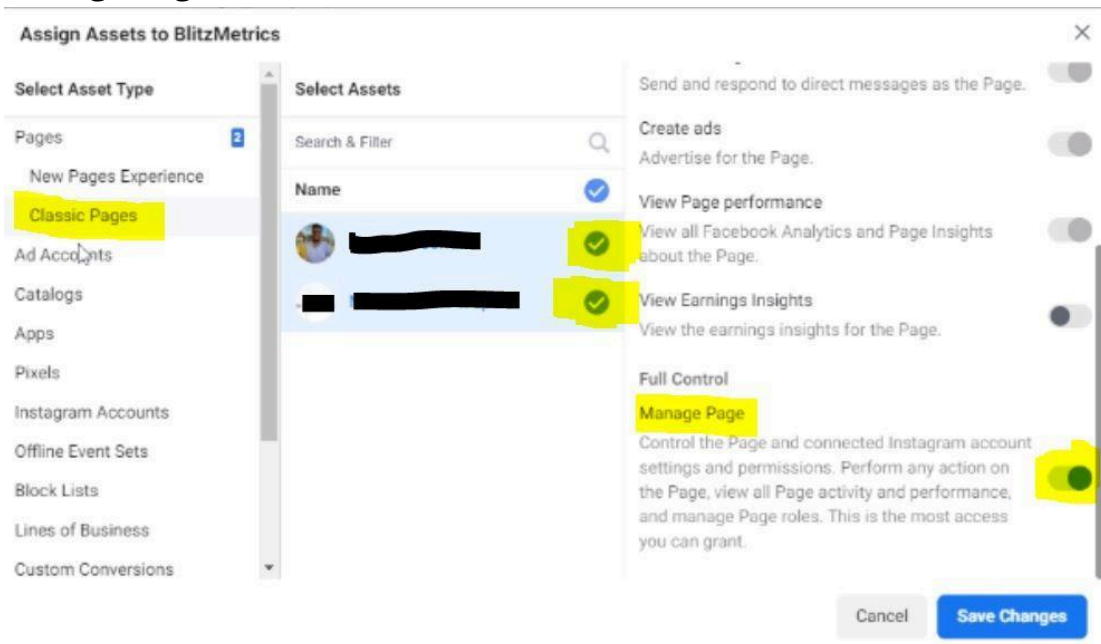 Assign Assets to BlitzMetrics
Select Asset Type
Pages
2
New Pages Experience
Classic Pages
Ad Accounts
Catalogs
Apps
Pixels
Instagram Accounts
Offline Event Sets
Block Lists
Lines of Business
Custom Conversions
Select Assets
Search & Filter
Name
Send and respond to direct messages as the Page.
Create ads
Advertise for the Page.
View Page performance
View all Facebook Analytics and Page Insights
about the Page.
View Earnings Insights
View the earnings insights for the Page.
Full Control
Manage Page
Control the Page and connected Instagram account
settings and permissions. Perform any action on
the Page, view all Page activity and performance,
and manage Page roles. This is the most access
you can grant.
Cancel
Save Changes